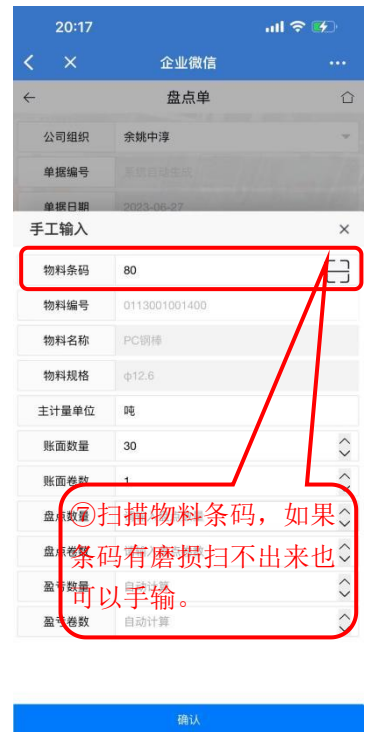 20:17
企业微信
盘点单
公司组织 余姚中淳
单据编号
单据日期 2023-06-27
手工输入
物料条码 80
物料编号 0113001001400
物料名称 PC钢棒
物料规格 φ12.6
主计量单位 吨
账面数量 30
账面卷数 1
盘点数量
盘点卷数
盈亏数量 自动计算
盈亏卷数 自动计算
⑦扫描物料条码，如果
条码有磨损扫不出来也
可以手输。
确认